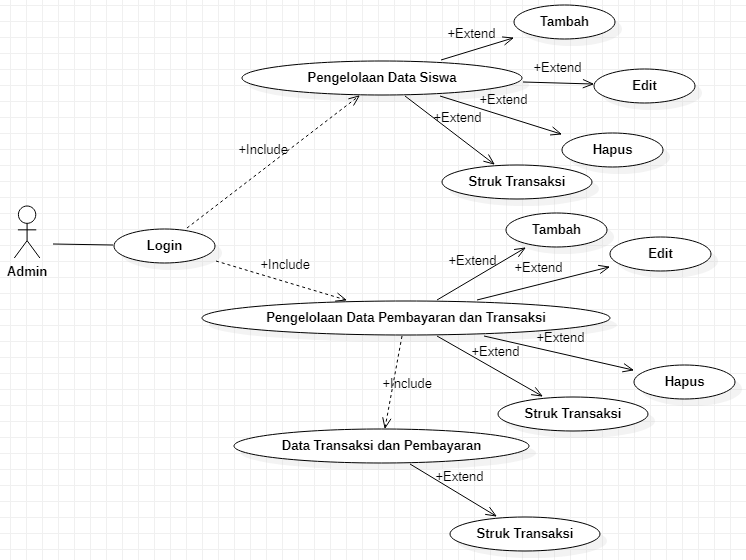 +Extend
Tambah
Pengelolaan Data Siswa
+Extend
Edit
+Extend
+Extend
Hapus
+Include
Struk Transaksi
Admin
Login
Tambah
+Extend
Edit
+Include
+Extend
Pengelolaan Data Pembayaran dan Transaksi
+Extend
+Extend
Hapus
+Include
Struk Transaksi
Data Transaksi dan Pembayaran
+Extend
Struk Transaksi